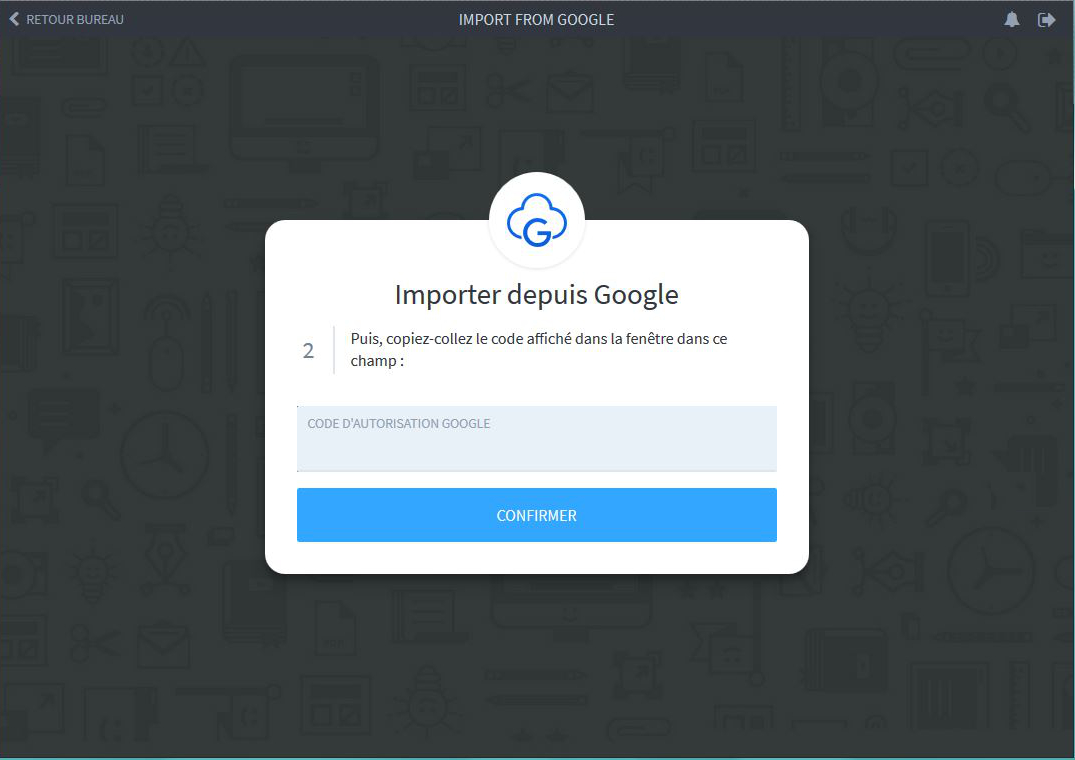 RETOUR BUREAU
IMPORT FROM GOOGLE
Importer depuis Google
2
Puis, copiez-collez le code affiché dans la fenêtre dans ce
champ :
CODE D'AUTORISATION GOOGLE
CONFIRMER